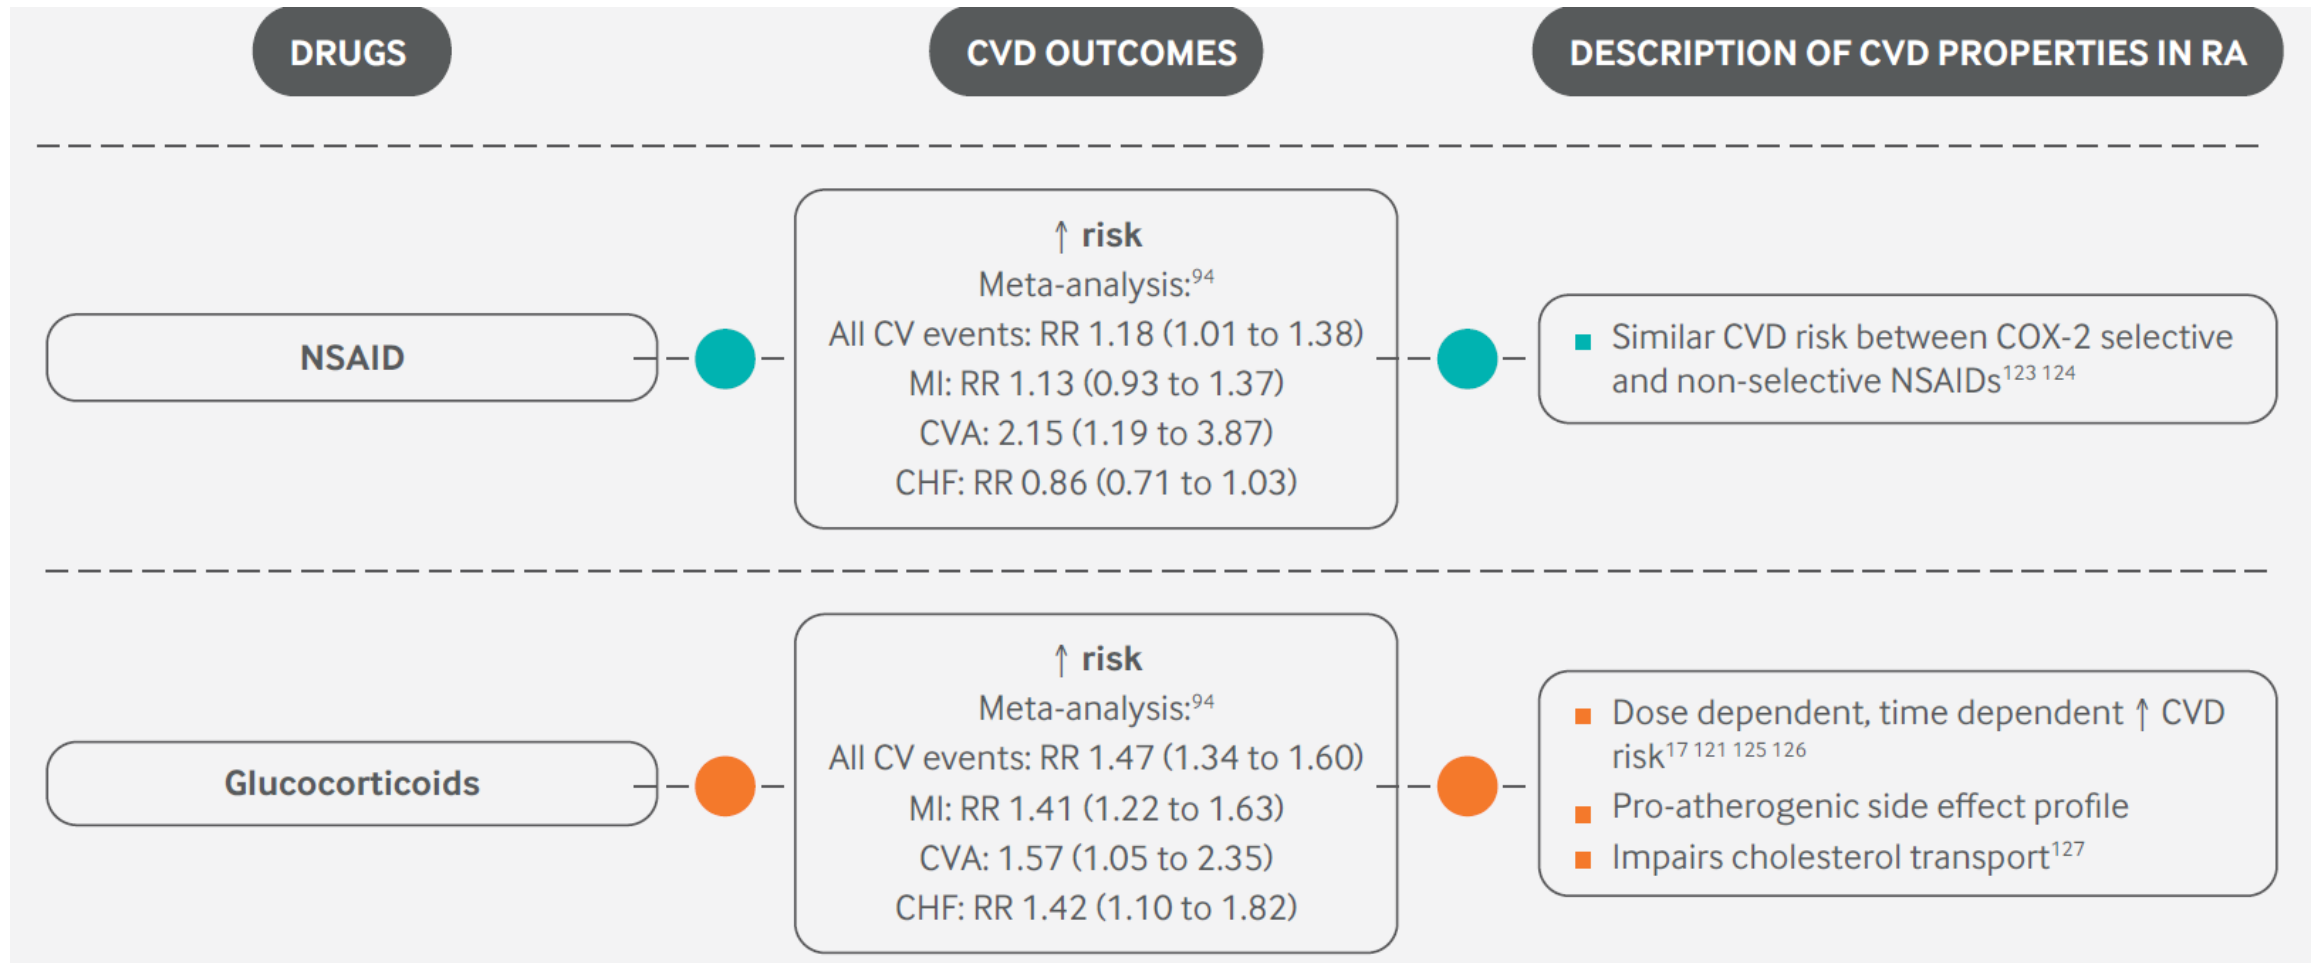 DRUGS
CVD OUTCOMES
DESCRIPTION OF CVD PROPERTIES IN RA
NSAID
↑ risk
Meta-analysis:94
All CV events: RR 1.18 (1.01 to 1.38)
MI: RR 1.13 (0.93 to 1.37)
CVA: 2.15 (1.19 to 3.87)
CHF: RR 0.86 (0.71 to 1.03)
Similar CVD risk between COX-2 selective
and non-selective NSAIDs123 124
Glucocorticoids
↑ risk
Meta-analysis:94
All CV events: RR 1.47 (1.34 to 1.60)
MI: RR 1.41 (1.22 to 1.63)
CVA: 1.57 (1.05 to 2.35)
CHF: RR 1.42 (1.10 to 1.82)
Dose dependent, time dependent ↑ CVD
risk17 121 125 126
Pro-atherogenic side effect profile
Impairs cholesterol transport127